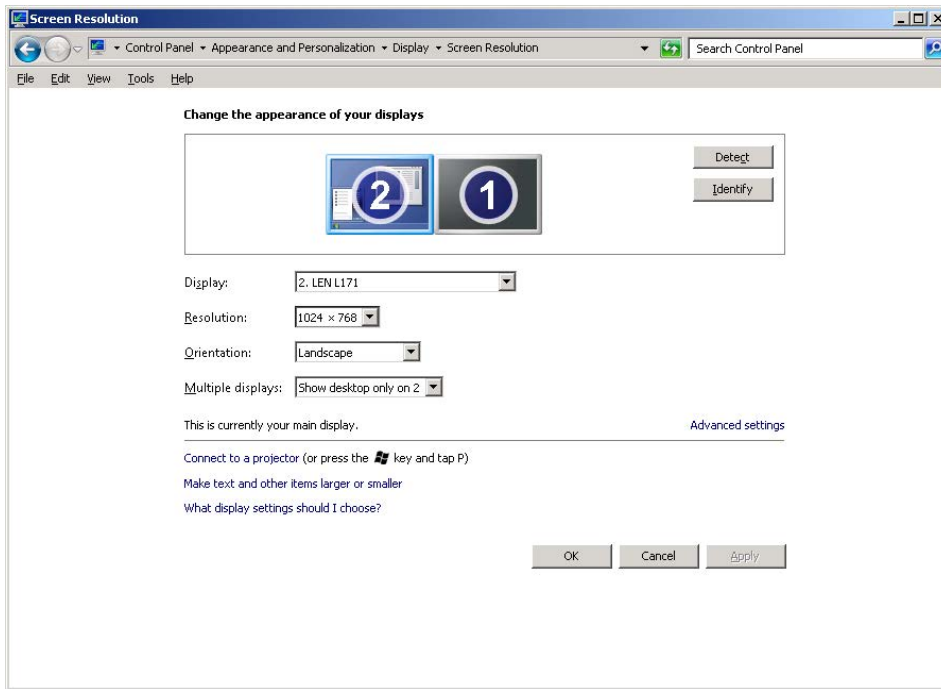 Screen Resolution
Control Panel Appearance and Personalization Display Screen Resolution Search Control Panel
File Edit View Tools Help
Change the appearance of your displays
2 1
Detect
Identify
Display: 2. LEN L171
Resolution: 1024 × 768
Orientation: Landscape
Multiple displays: Show desktop only on 2
This is currently your main display. Advanced settings
Connect to a projector (or press the key and tap P)
Make text and other items larger or smaller
What display settings should I choose?
OK Cancel Apply